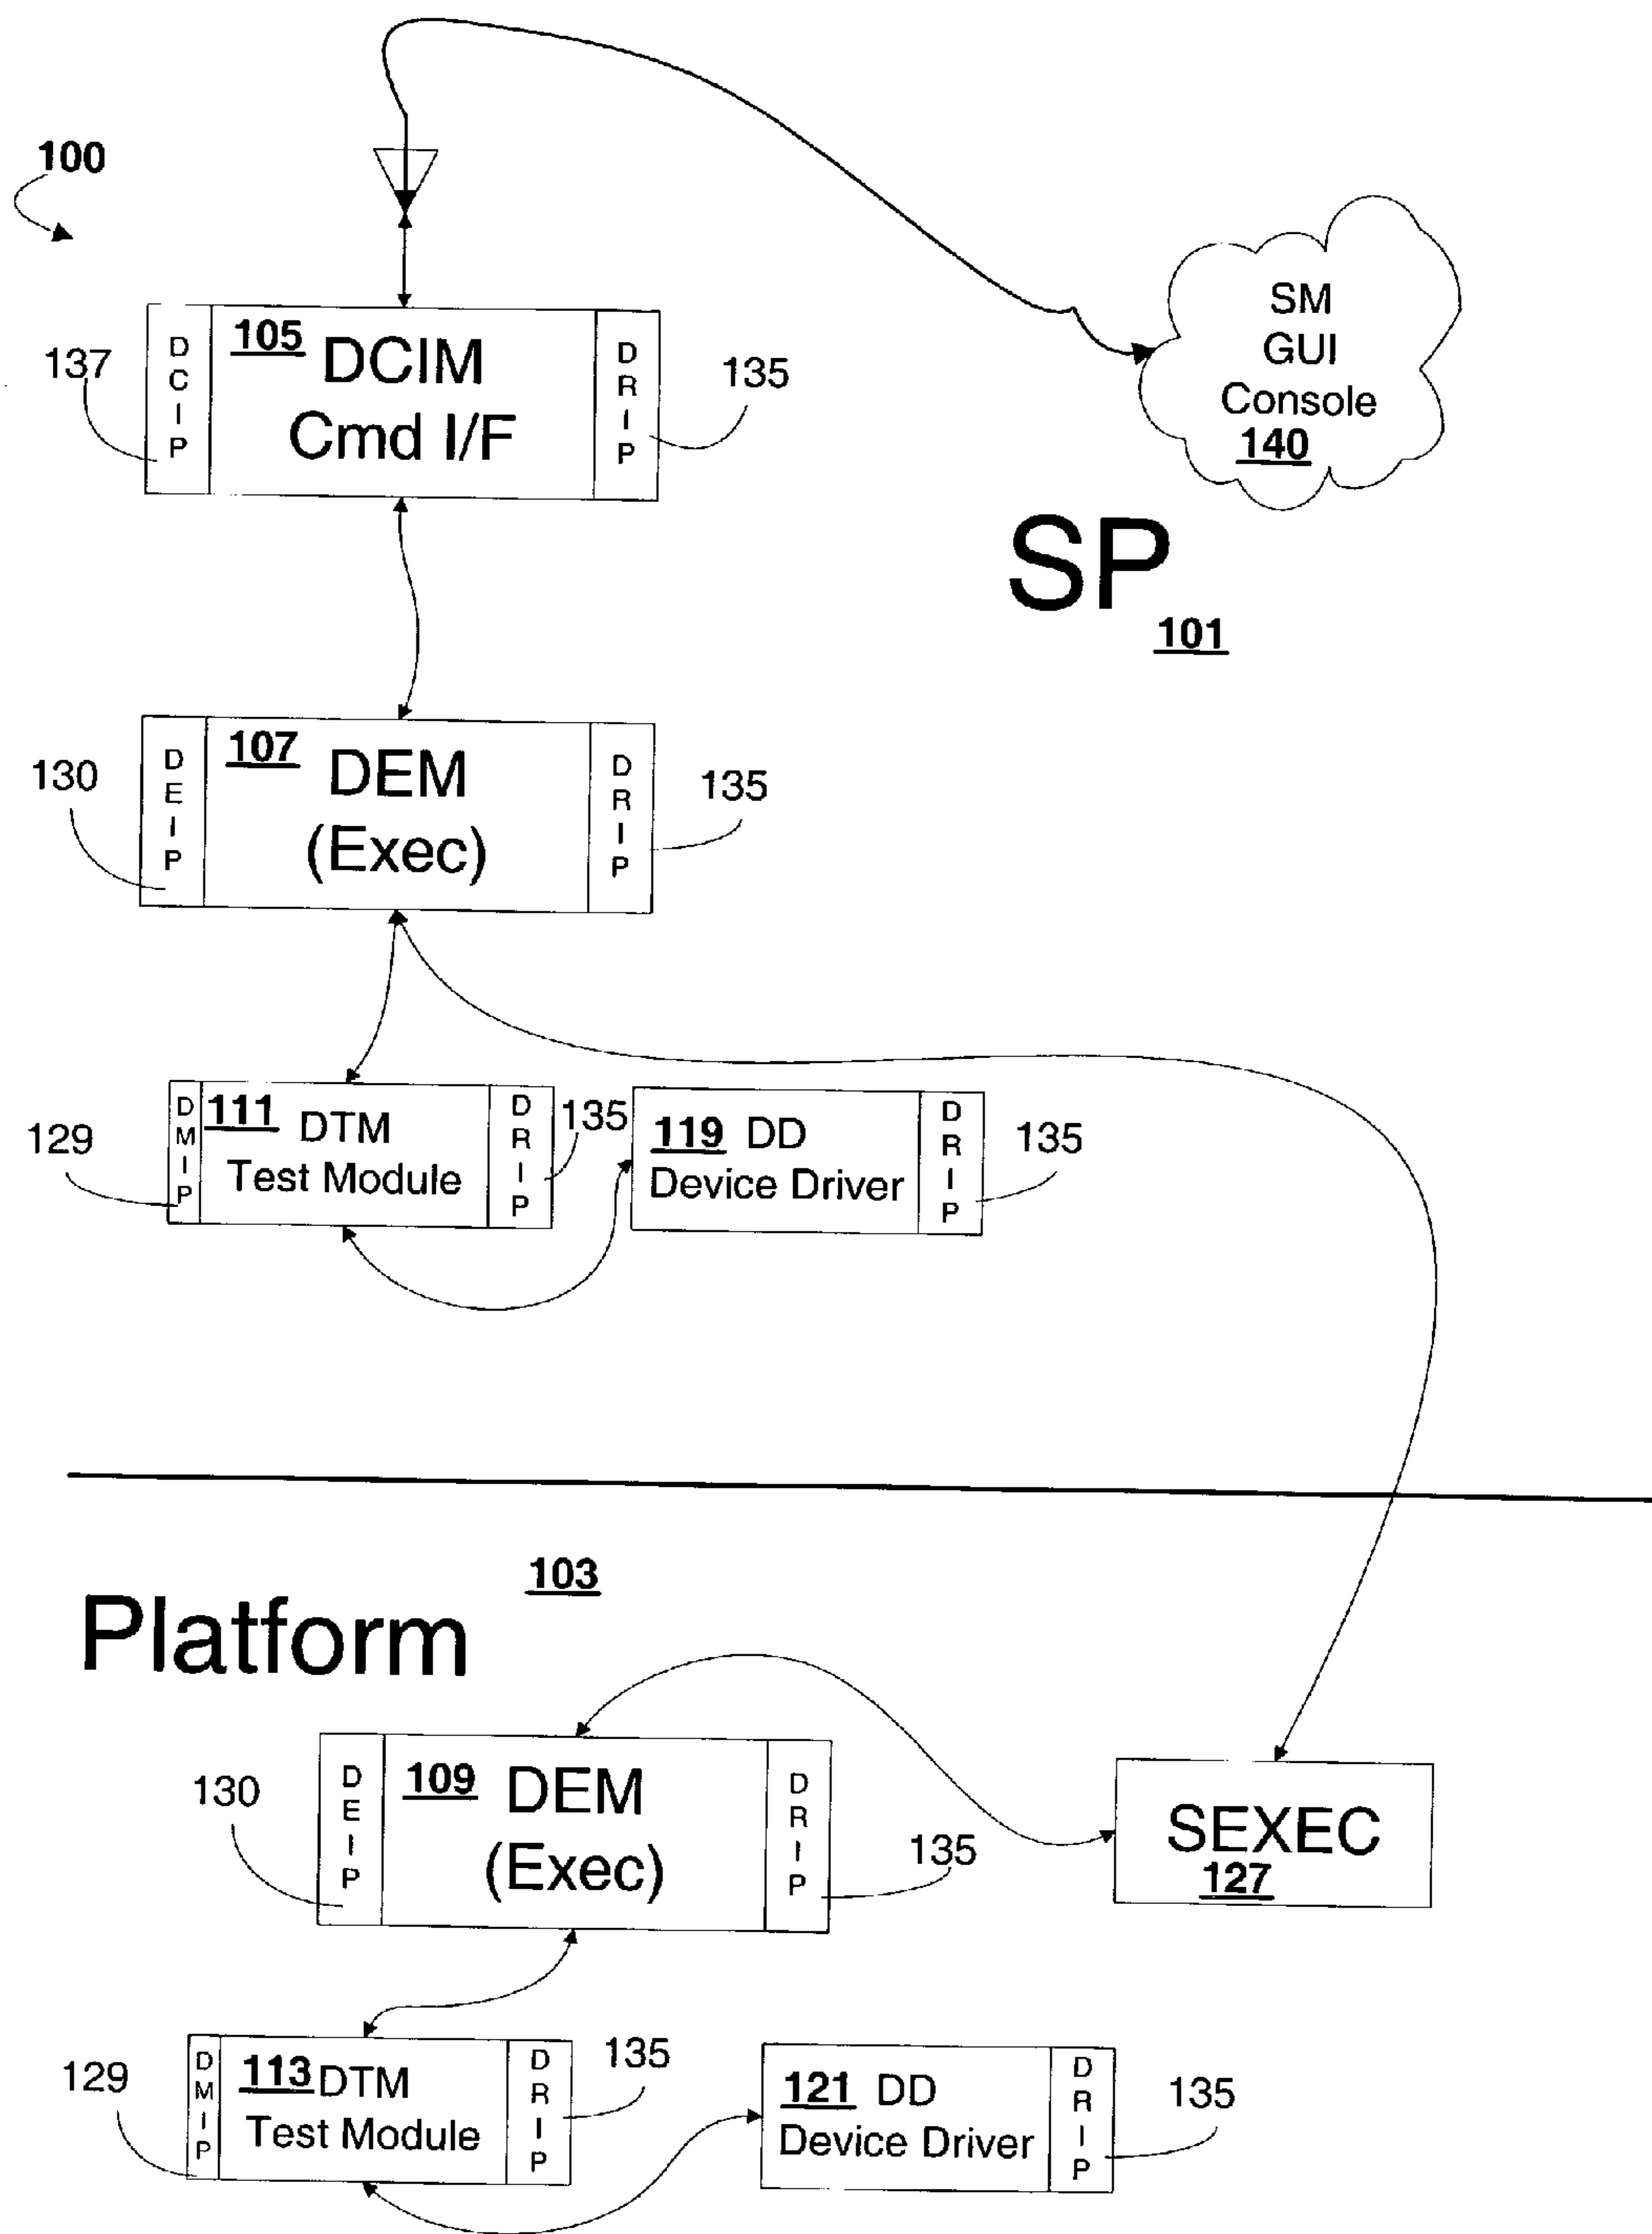 100
SM
GUI
Console
140
137
DCIP
105
DCIM
Cmd I/F
DRIP
135
SP
101
130
DEIP
107
DEM
(Exec)
DRIP
135
129
DMIP
111
DTM
Test Module
DRIP
135
119 DD
Device Driver
DRIP
135
103
Platform
130
DEIP
109
DEM
(Exec)
DRIP
135
SEXEC
127
129
DMIP
113 DTM
Test Module
DRIP
135
121 DD
Device Driver
DRIP
135